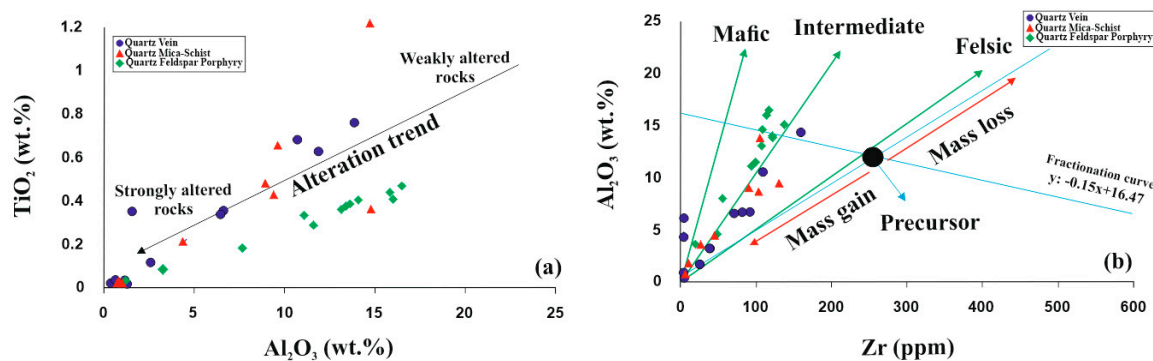 1.2
1
0.8
0.6
0.4
0.2
0
TiO₂ (wt.%)
Quartz Vein
Quartz Mica-Schist
Quartz Feldspar Porphyry
Weakly altered
rocks
Alteration trend
Strongly altered
rocks
(a)
0
5
10
15
20
25
Al₂O₃ (wt.%)
25
20
15
10
5
0
Al₂O₃ (wt.%)
Mafic
Intermediate
Felsic
Quartz Vein
Quartz Mica-Schist
Quartz Feldspar Porphyry
Mass loss
Fractionation curve
y: -0.15x+16.47
Mass gain
Precursor
(b)
0
100
200
300
400
500
600
Zr (ppm)